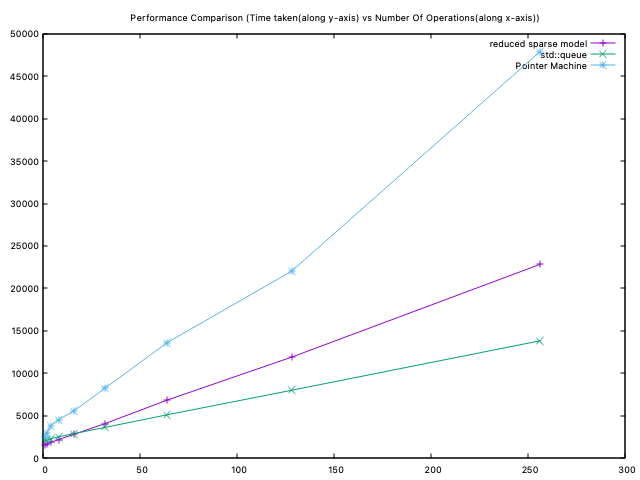 Performance Comparison (Time taken(along y-axis) vs Number Of Operations(along x-axis))
50000
45000
40000
35000
30000
25000
20000
15000
10000
5000
0
reduced sparse model
std::queue
Pointer Machine
0 50 100 150 200 250 300